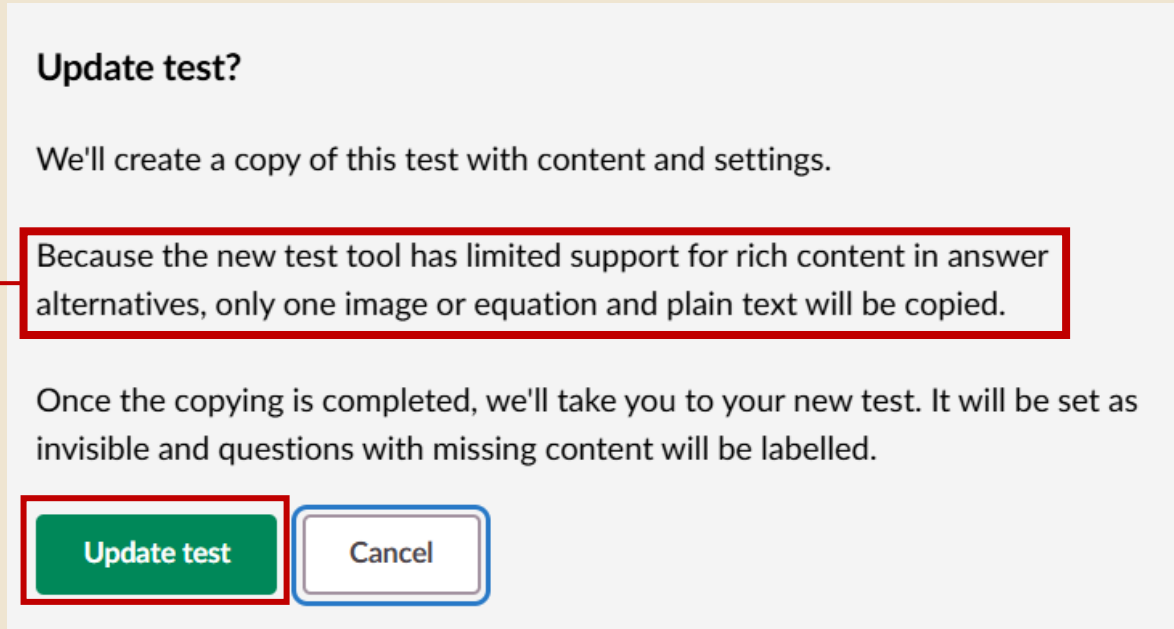 Update test?
We'll create a copy of this test with content and settings.
Because the new test tool has limited support for rich content in answer
alternatives, only one image or equation and plain text will be copied.
Once the copying is completed, we'll take you to your new test. It will be set as
invisible and questions with missing content will be labelled.
Update test
Cancel